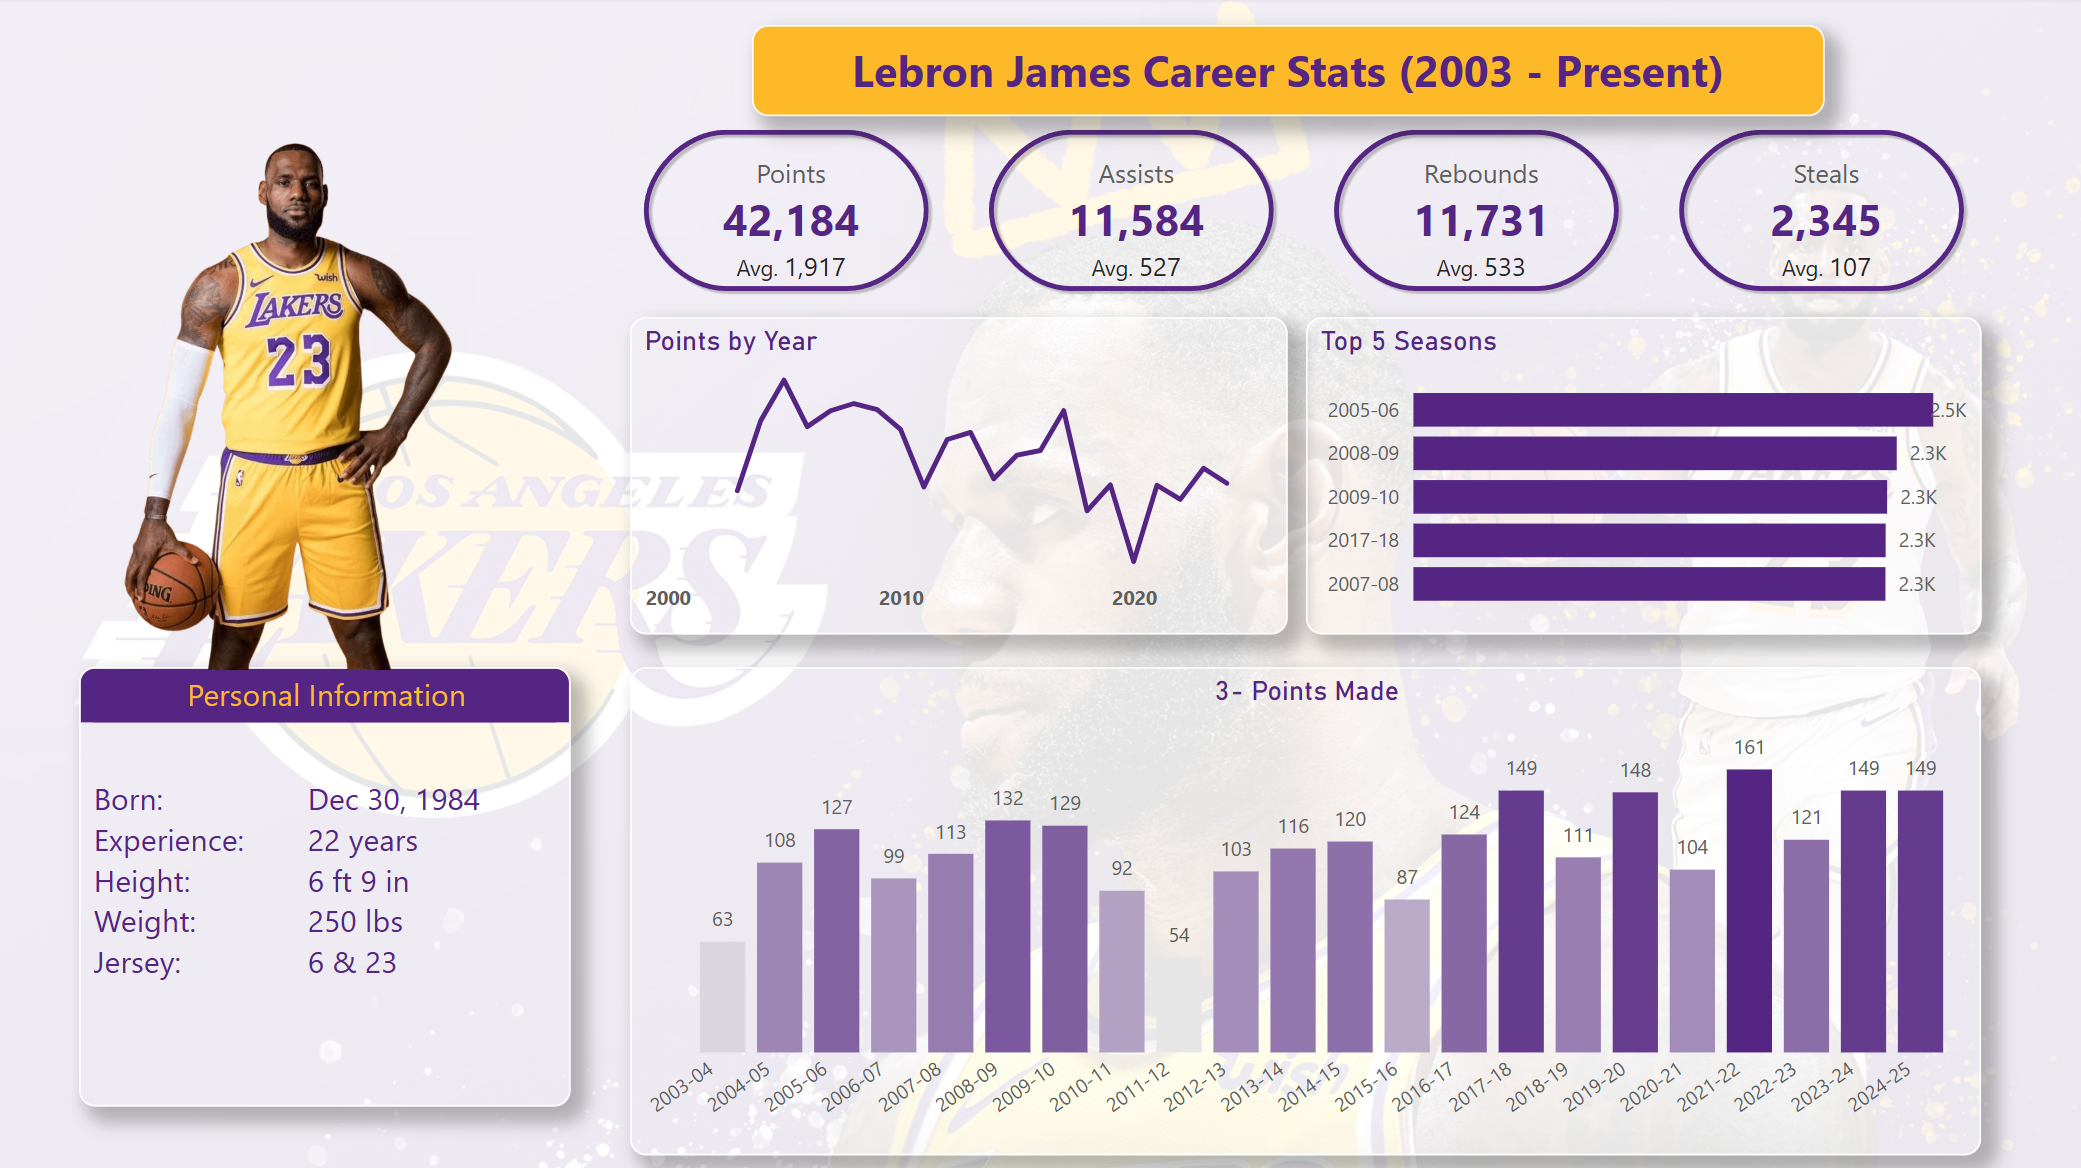 Lebron James Career Stats (2003 - Present)
Points
42,184
Avg. 1,917
Assists
11,584
Avg. 527
Rebounds
11,731
Avg. 533
Steals
2,345
Avg. 107
wish
LAKERS
23
LOS ANGELES
LAKERS
Points by Year
2000
2010
2020
Top 5 Seasons
2005-06
2.5K
2008-09
2.3K
2009-10
2.3K
2017-18
2.3K
2007-08
2.3K
Personal Information
Born: Dec 30, 1984
Experience: 22 years
Height: 6 ft 9 in
Weight: 250 lbs
Jersey: 6 & 23
3- Points Made
63
108
127
99
113
132
129
92
54
103
116
120
87
124
149
111
148
104
161
121
149
149
2003-04
2004-05
2005-06
2006-07
2007-08
2008-09
2009-10
2010-11
2011-12
2012-13
2013-14
2014-15
2015-16
2016-17
2017-18
2018-19
2019-20
2020-21
2021-22
2022-23
2023-24
2024-25
wish